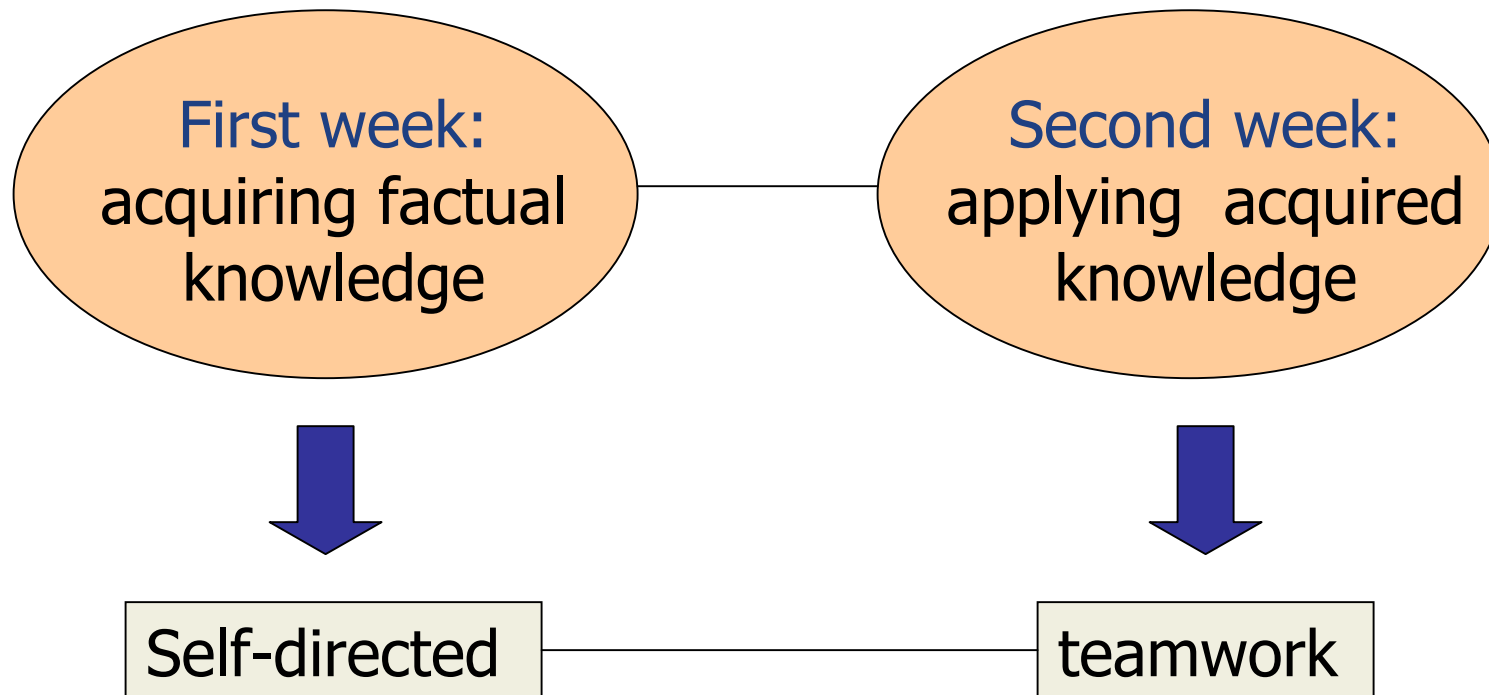 First week:
acquiring factual
knowledge
Second week:
applying  acquired
knowledge
Self-directed
teamwork